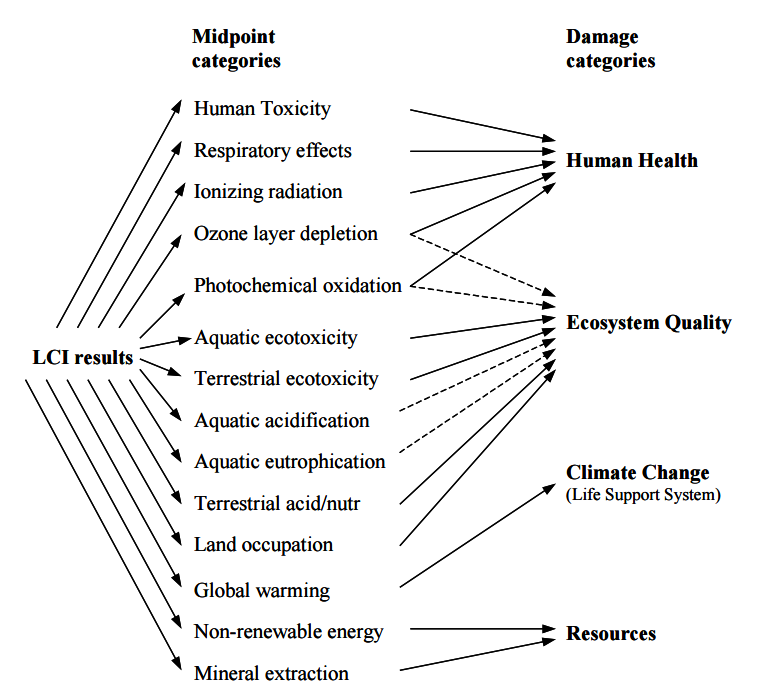 Midpoint
categories
Damage
categories
Human Toxicity
Respiratory effects
Human Health
Ionizing radiation
Ozone layer depletion
Photochemical oxidation
Ecosystem Quality
Aquatic ecotoxicity
LCI results
Terrestrial ecotoxicity
Aquatic acidification
Aquatic eutrophication
Climate Change
(Life Support System)
Terrestrial acid/nutr
Land occupation
Global warming
Non-renewable energy
Resources
Mineral extraction